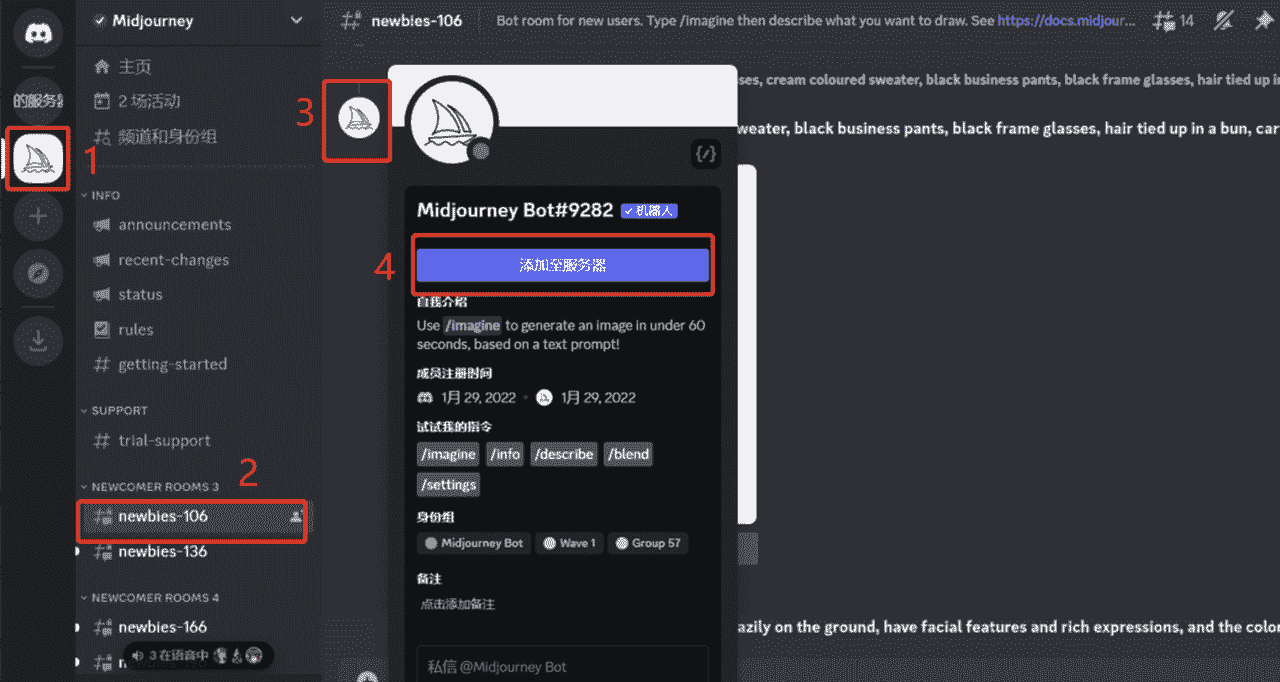 Midjourney
newbies-106
Bot room for new users. Type /imagine then describe what you want to draw. See https://docs.midjour...
14
主页
的服务器
2 场活动
频道和身份组
1
3
ses, cream coloured sweater, black business pants, black frame glasses, hair tied up in
weater, black business pants, black frame glasses, hair tied up in a bun, car
INFO
announcements
recent-changes
status
rules
getting-started
SUPPORT
trial-support
NEWCOMER ROOMS 3
2
newbies-106
newbies-136
NEWCOMER ROOMS 4
newbies-166
3 在语音中
Midjourney Bot#9282
机器人
4
添加至服务器
自我介绍
Use /imagine to generate an image in under 60
seconds, based on a text prompt!
成员注册时间
1月 29, 2022
1月 29, 2022
试试我的指令
/imagine /info /describe /blend
/settings
身份组
Midjourney Bot Wave 1 Group 57
备注
点击添加备注
私信 @Midjourney Bot
azily on the ground, have facial features and rich expressions, and the color